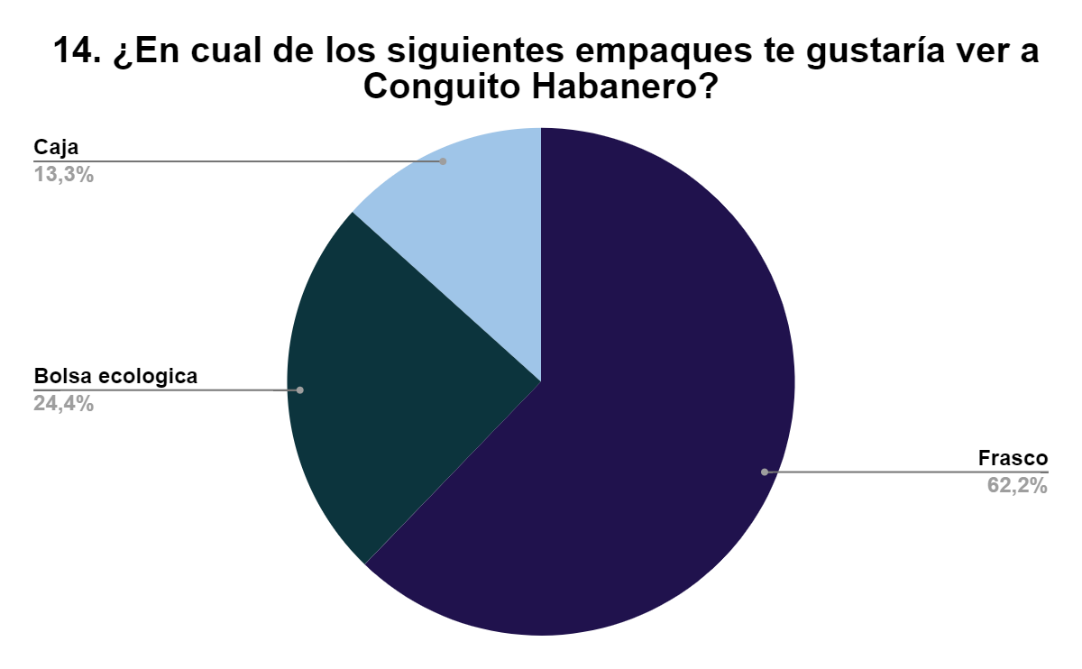 14. ¿En cual de los siguientes empaques te gustaría ver a
Conguito Habanero?
Caja
13,3%
Bolsa ecologica
24,4%
Frasco
62,2%